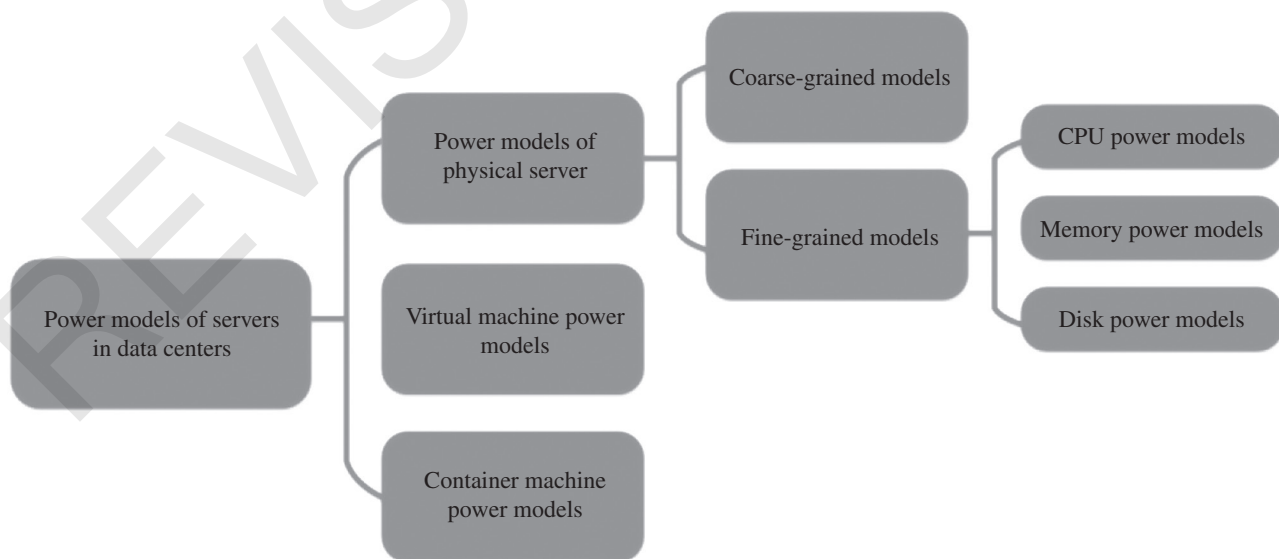 REVIS
Power models of servers
in data centers
Power models of
physical server
Virtual machine power
models
Container machine
power models
Coarse-grained models
Fine-grained models
CPU power models
Memory power models
Disk power models